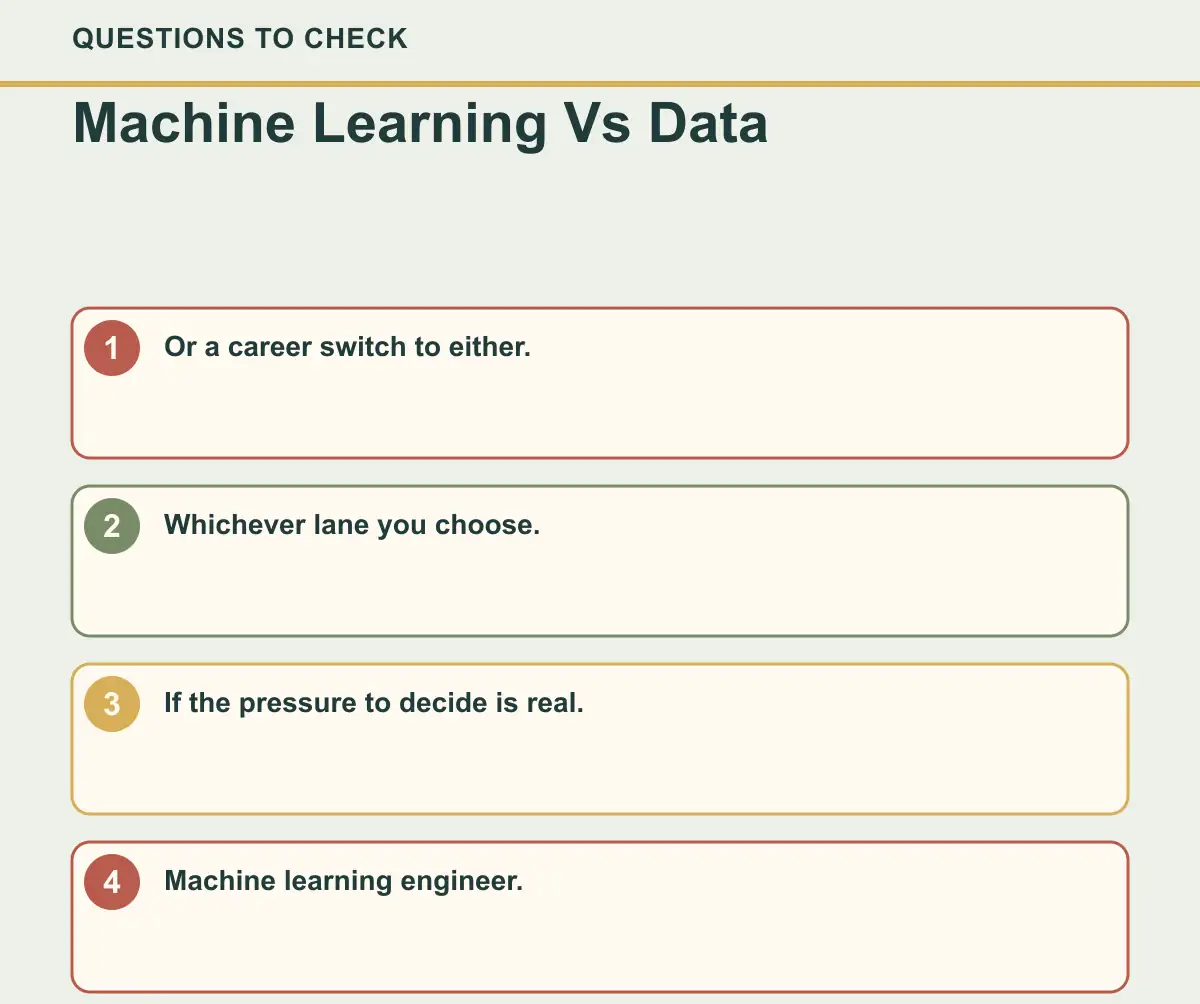 QUESTIONS TO CHECK
Machine Learning Vs Data
1 Or a career switch to either.
2 Whichever lane you choose.
3 If the pressure to decide is real.
4 Machine learning engineer.